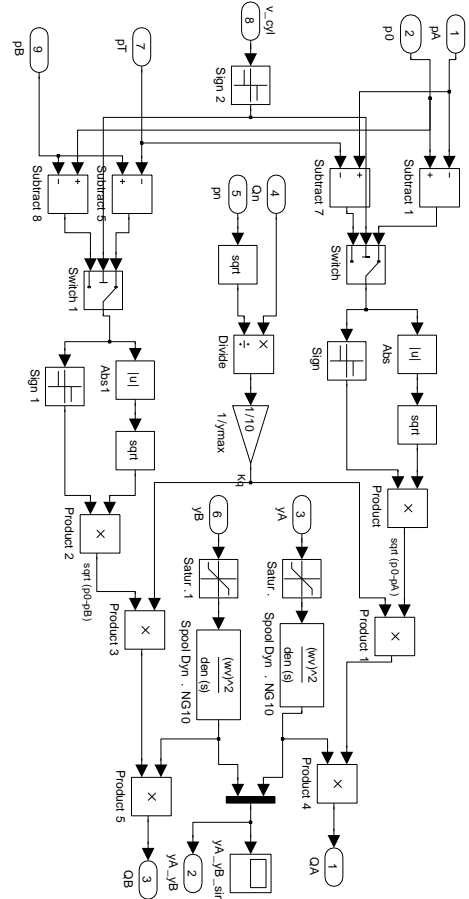 1
pA
2
p0
+
−
Subtract 1
+
−
Subtract 7
Switch
|u|
Abs
sqrt
Sign
×
Product
sqrt (p0-pA)
×
Product 1
×
Product 4
1
QA
4
Qn
5
pn
sqrt
×
÷
Divide
1/10
1/ymax
Kq
3
yA
Satur .
(wv)^2
den (s)
Spool Dyn . NG10
6
yB
Satur .1
(wv)^2
den (s)
Spool Dyn . NG10
yA_yB_sin
2
yA_yB
8
v_cyl
Sign 2
7
pT
9
pB
−
+
Subtract 5
+
−
Subtract 8
Switch 1
|u|
Abs1
sqrt
Sign 1
×
Product 2
sqrt (p0-pB)
×
Product 3
×
Product 5
3
QB